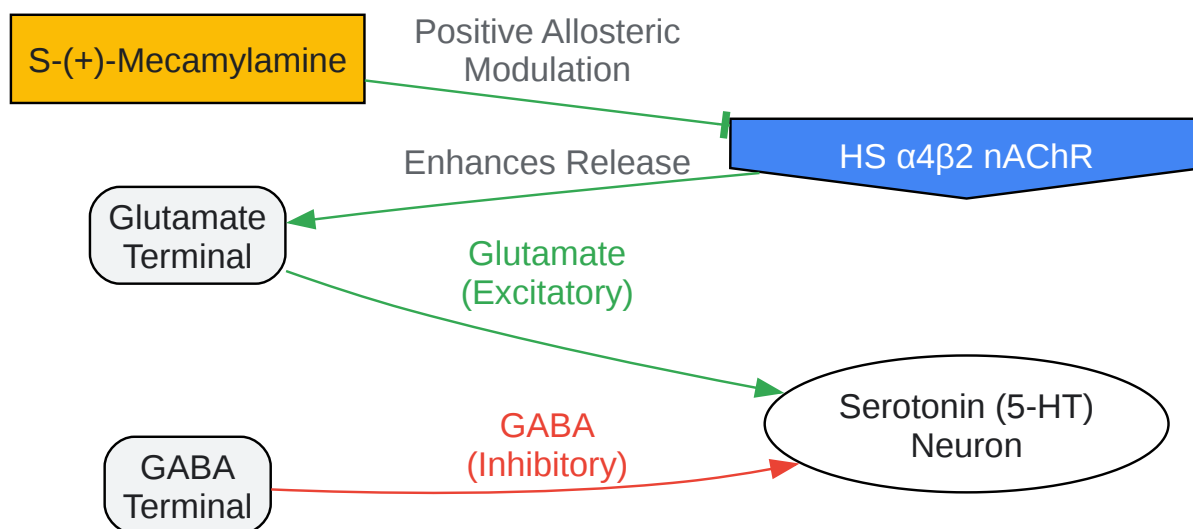 S-(+)-Mecamylamine
Positive Allosteric
Modulation
HS α4β2 nAChR
Enhances Release
Glutamate
Terminal
Glutamate
(Excitatory)
Serotonin (5-HT)
Neuron
GABA
(Inhibitory)
GABA
Terminal